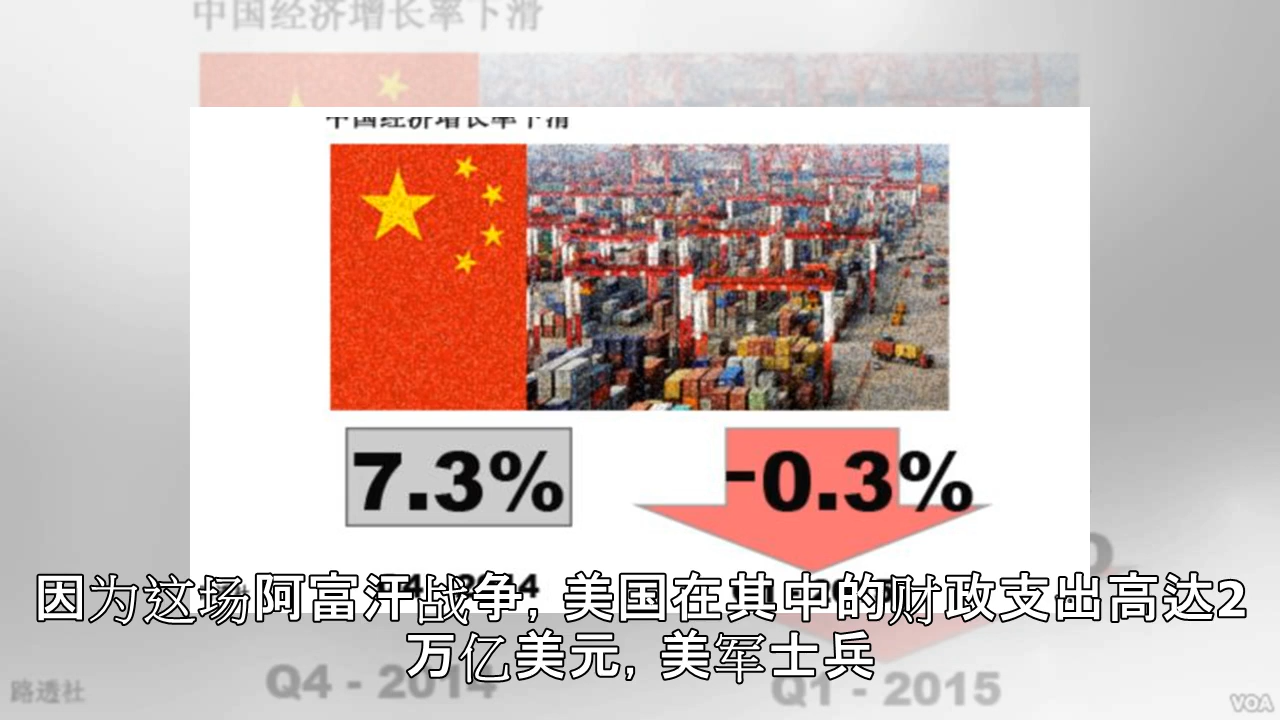 中国经济增长率下滑
中国经济增长率下滑
7.3%
-0.3%
因为这场阿富汗战争, 美国在其中的财政支出高达2
万亿美元, 美军士兵
Q4 - 2014
Q1 - 2015
路透社
VOA